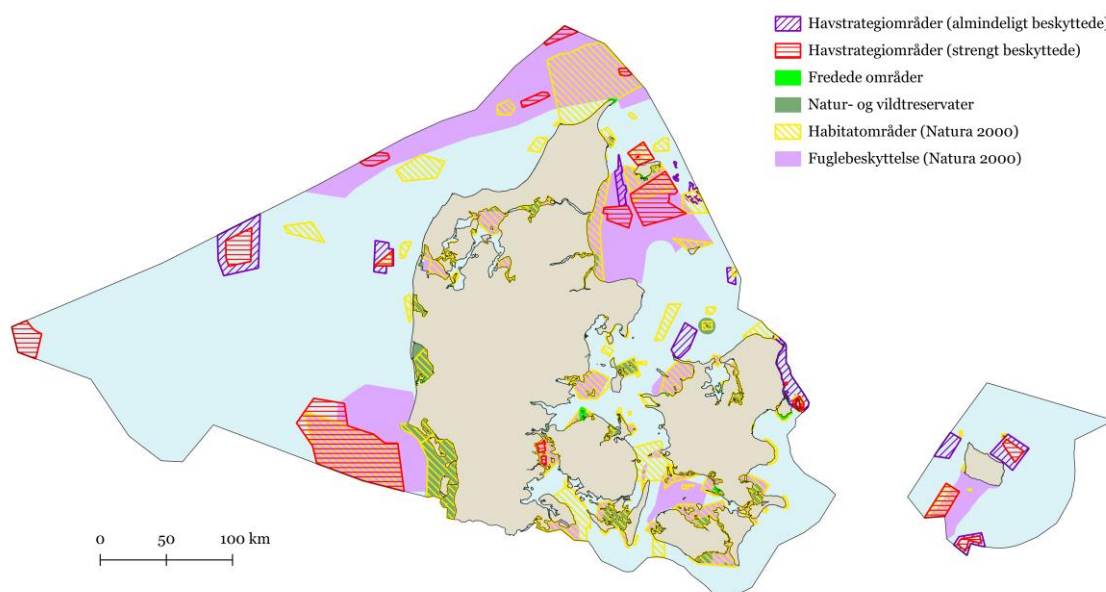 Havstrategiområder (almindeligt beskyttede)
Havstrategiområder (strengt beskyttede)
Fredede områder
Natur- og vildtreservater
Habitatområder (Natura 2000)
Fuglebeskyttelse (Natura 2000)
0 50 100 km